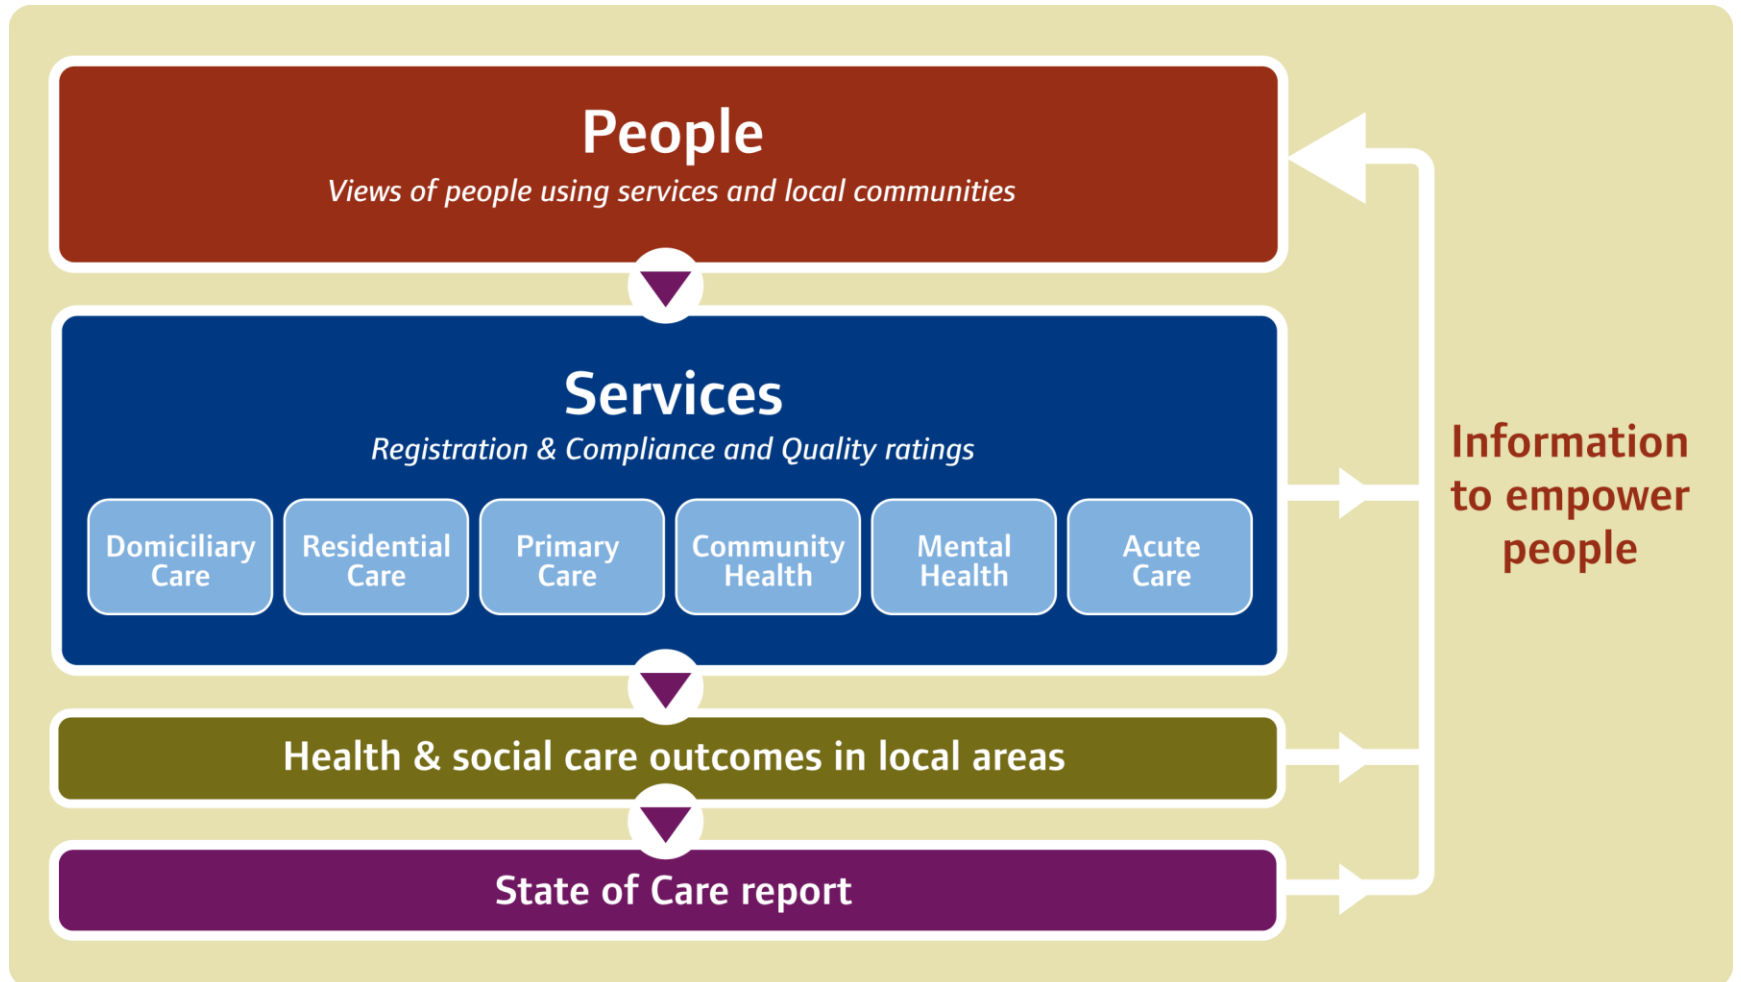 People
Views of people using services and local communities
Services
Registration & Compliance and Quality ratings
Domiciliary
Care
Residential
Care
Primary
Care
Community
Health
Mental
Health
Acute
Care
Health & social care outcomes in local areas
State of Care report
Information
to empower
people